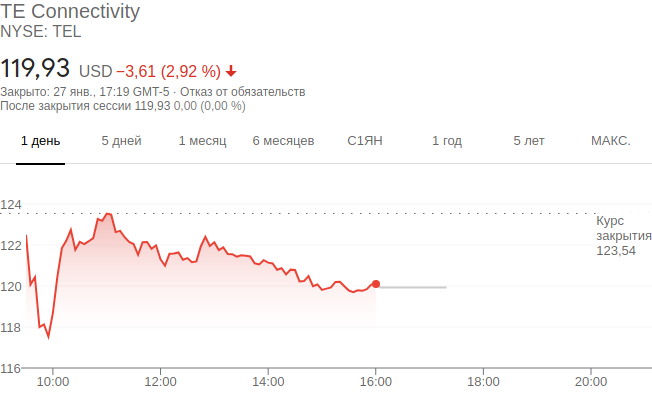 TE Connectivity
NYSE: TEL
119,93 USD −3,61 (2,92 %)
Закрыто: 27 янв., 17:19 GMT-5 · Отказ от обязательств
После закрытия сессии 119,93 0,00 (0,00 %)
1 день 5 дней 1 месяц 6 месяцев С1ЯН 1 год 5 лет МАКС.
124
Курс
закрытия
123,54
122
120
118
116
10:00 12:00 14:00 16:00 18:00 20:00